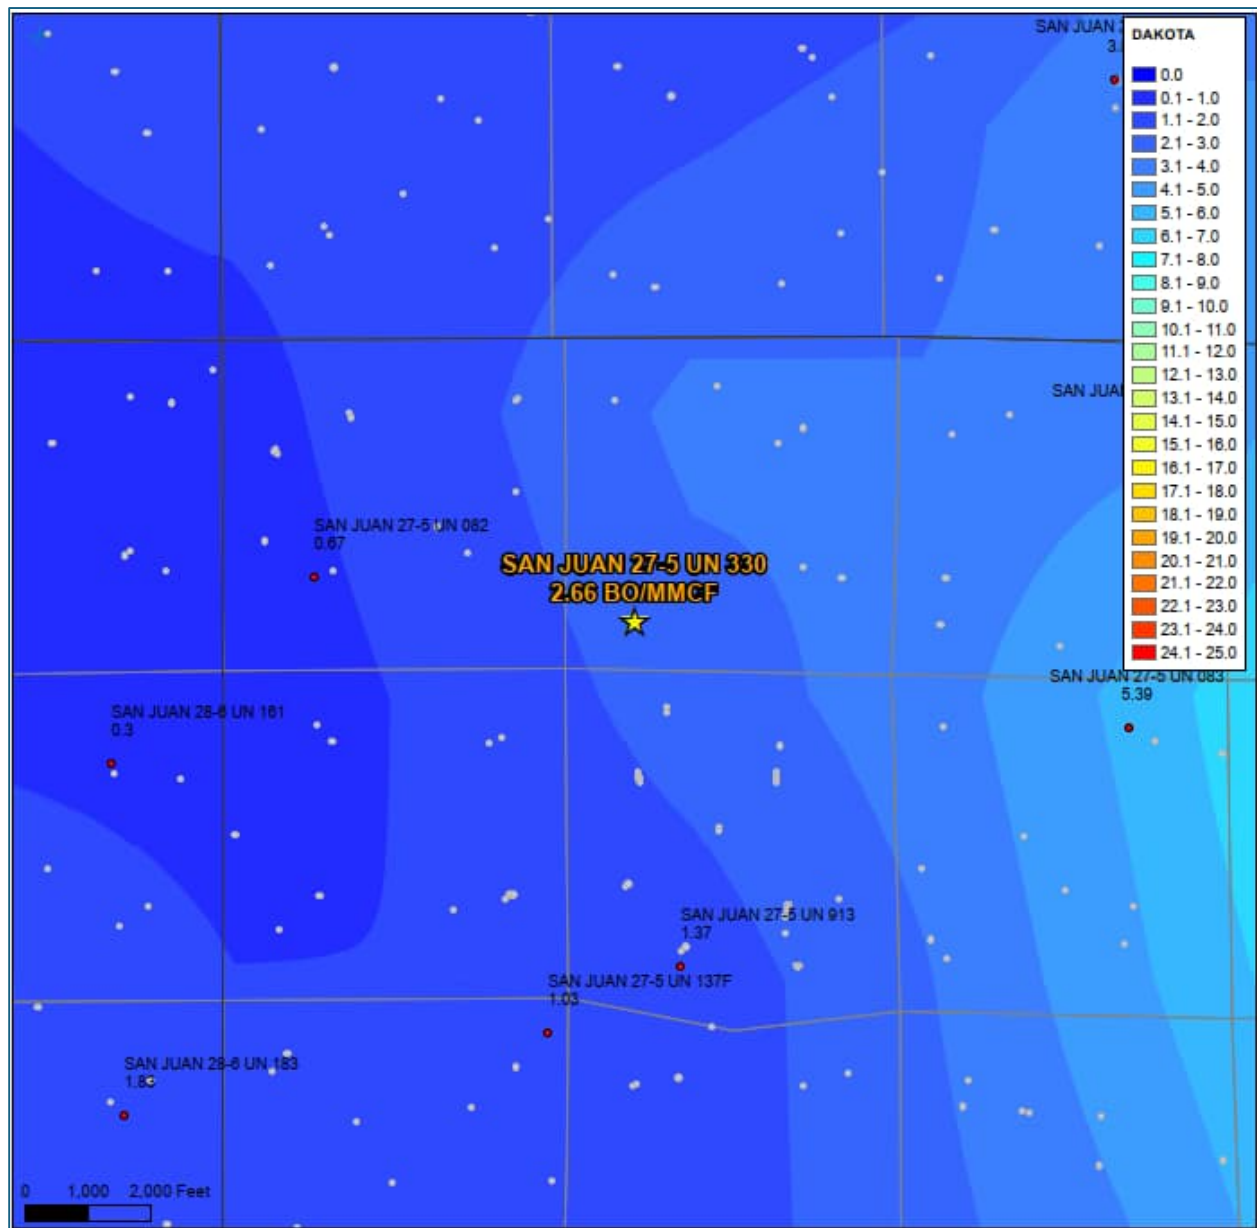 SAN JUAN
3.
DAKOTA
0.0
0.1 - 1.0
1.1 - 2.0
2.1 - 3.0
3.1 - 4.0
4.1 - 5.0
5.1 - 6.0
6.1 - 7.0
7.1 - 8.0
8.1 - 9.0
9.1 - 10.0
10.1 - 11.0
11.1 - 12.0
12.1 - 13.0
13.1 - 14.0
14.1 - 15.0
15.1 - 16.0
16.1 - 17.0
17.1 - 18.0
18.1 - 19.0
19.1 - 20.0
20.1 - 21.0
21.1 - 22.0
22.1 - 23.0
23.1 - 24.0
24.1 - 25.0
SAN JUAN 27-5 UN 082
0.67
SAN JUAN 27-5 UN 330
2.66 BO/MMCF
SAN JUAN 27-5 UN 083
5.39
SAN JUAN 28-6 UN 161
0.3
SAN JUAN 27-5 UN 913
1.37
SAN JUAN 27-5 UN 137F
1.03
SAN JUAN 28-6 UN 183
0 1,000 2,000 Feet